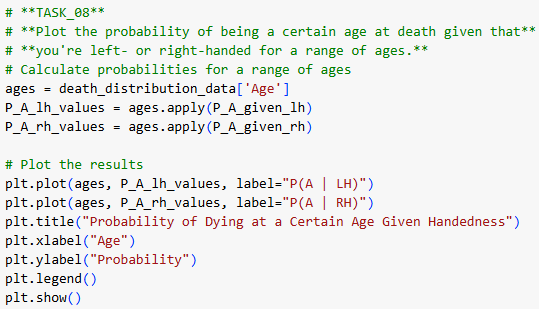 # **TASK_08**
# **Plot the probability of being a certain age at death given that**
# **you're left- or right-handed for a range of ages.**
# Calculate probabilities for a range of ages
ages = death_distribution_data['Age']
P_A_lh_values = ages.apply(P_A_given_lh)
P_A_rh_values = ages.apply(P_A_given_rh)

# Plot the results
plt.plot(ages, P_A_lh_values, label="P(A | LH)")
plt.plot(ages, P_A_rh_values, label="P(A | RH)")
plt.title("Probability of Dying at a Certain Age Given Handedness")
plt.xlabel("Age")
plt.ylabel("Probability")
plt.legend()
plt.show()